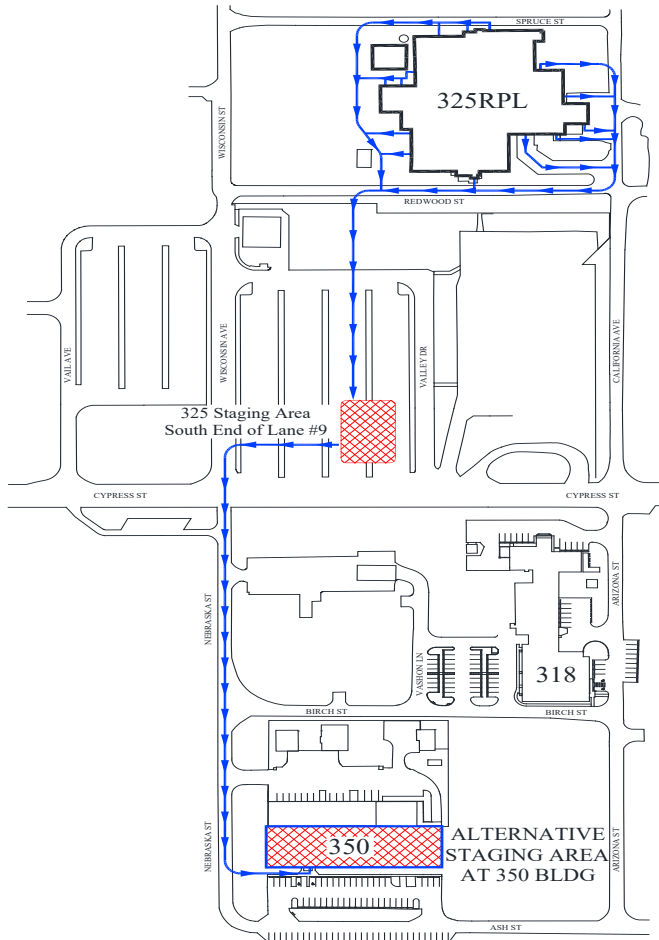 SPRUCE ST
325RPL
WISCONSIN ST
REDWOOD ST
VAIL AVE
WISCONSIN AVE
VALLEY DR
CALIFORNIA AVE
325 Staging Area
South End of Lane #9
CYPRESS ST
CYPRESS ST
NEBRASKA ST
ARIZONA ST
VASHON LN
318
BIRCH ST
BIRCH ST
NEBRASKA ST
350
ALTERNATIVE
STAGING AREA
AT 350 BLDG
ARIZONA ST
ASH ST